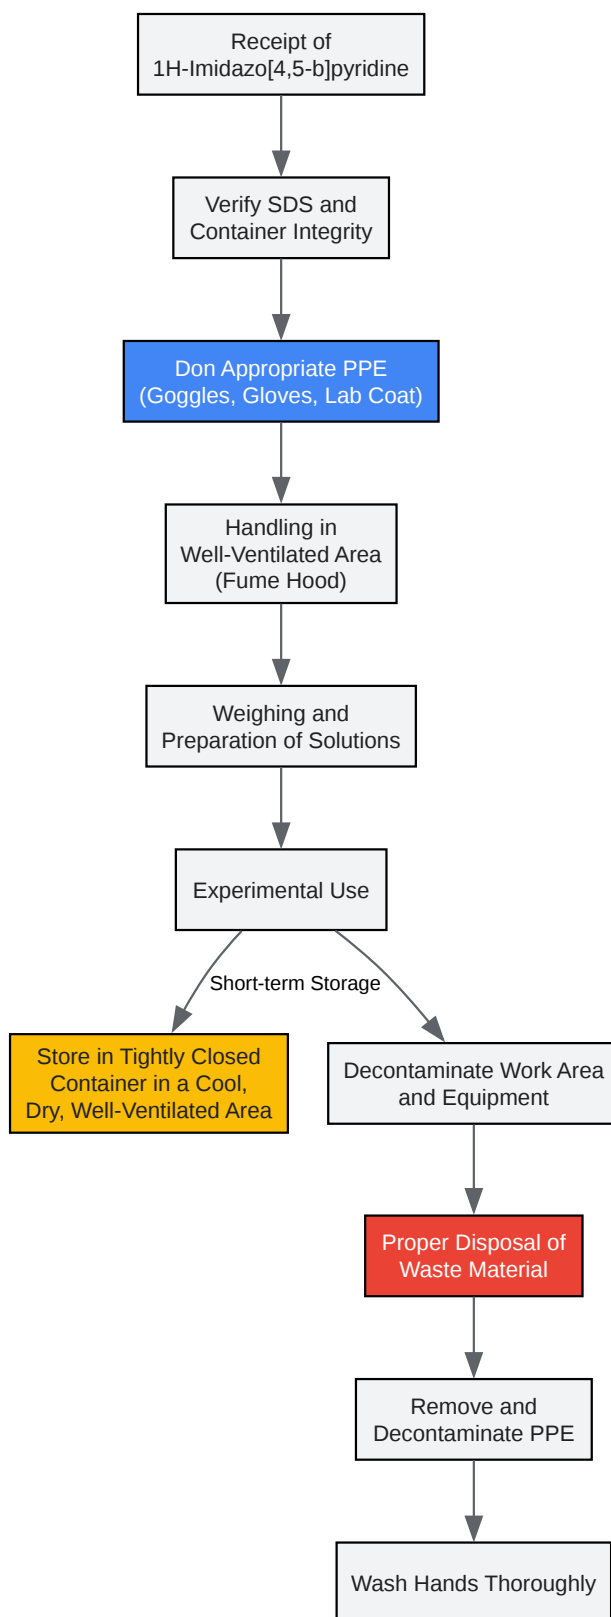 Receipt of
1H-Imidazo[4,5-b]pyridine
Verify SDS and
Container Integrity
Don Appropriate PPE
(Goggles, Gloves, Lab Coat)
Handling in
Well-Ventilated Area
(Fume Hood)
Weighing and
Preparation of Solutions
Experimental Use
Short-term Storage
Store in Tightly Closed
Container in a Cool,
Dry, Well-Ventilated Area
Decontaminate Work Area
and Equipment
Proper Disposal of
Waste Material
Remove and
Decontaminate PPE
Wash Hands Thoroughly